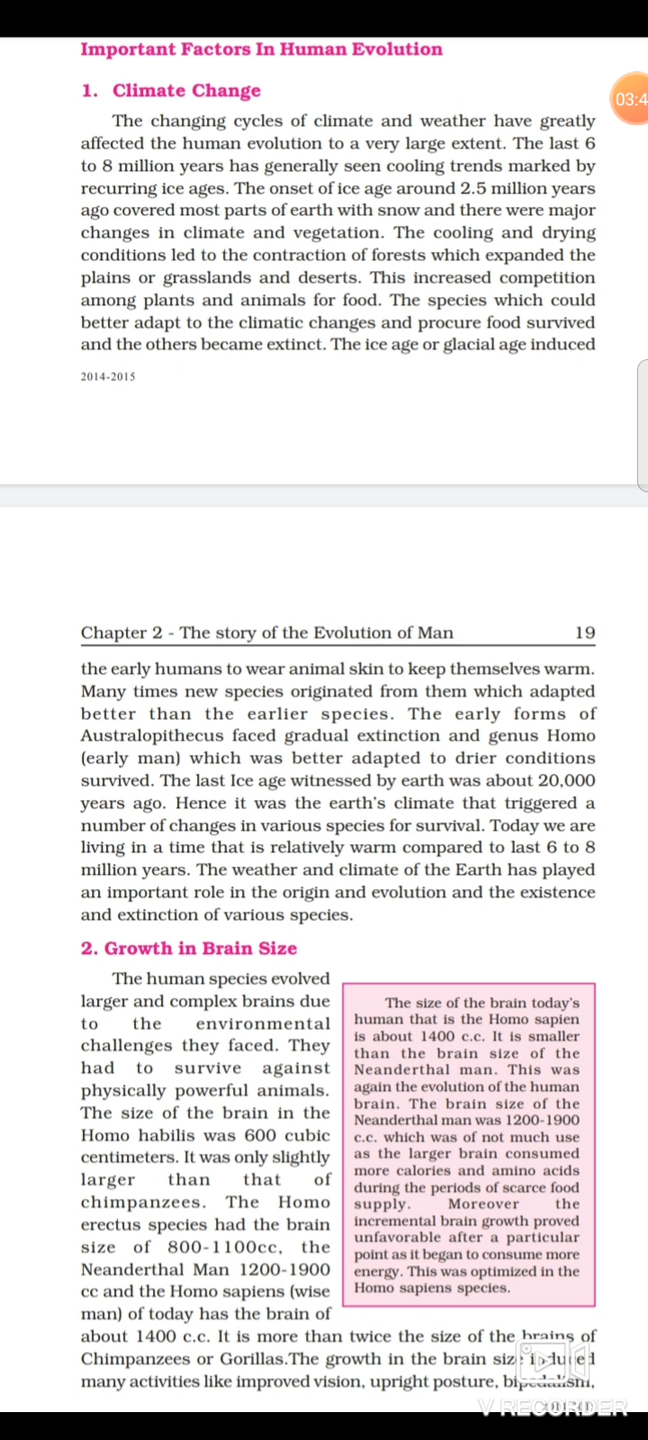 Important Factors In Human Evolution
1. Climate Change
03:4
The changing cycles of climate and weather have greatly
affected the human evolution to a very large extent. The last 6
to 8 million years has generally seen cooling trends marked by
recurring ice ages. The onset of ice age around 2.5 million years
ago covered most parts of earth with snow and there were major
changes in climate and vegetation. The cooling and drying
conditions led to the contraction of forests which expanded the
plains or grasslands and deserts. This increased competition
among plants and animals for food. The species which could
better adapt to the climatic changes and procure food survived
and the others became extinct. The ice age or glacial age induced
2014-2015
Chapter 2 - The story of the Evolution of Man 19
the early humans to wear animal skin to keep themselves warm.
Many times new species originated from them which adapted
better than the earlier species. The early forms of
Australopithecus faced gradual extinction and genus Homo
(early man) which was better adapted to drier conditions
survived. The last Ice age witnessed by earth was about 20,000
years ago. Hence it was the earth's climate that triggered a
number of changes in various species for survival. Today we are
living in a time that is relatively warm compared to last 6 to 8
million years. The weather and climate of the Earth has played
an important role in the origin and evolution and the existence
and extinction of various species.
2. Growth in Brain Size
The human species evolved
larger and complex brains due
to the environmental
challenges they faced. They
had to survive against
physically powerful animals.
The size of the brain in the
Homo habilis was 600 cubic
centimeters. It was only slightly
larger than that of
chimpanzees. The Homo
erectus species had the brain
size of 800-1100cc, the
Neanderthal Man 1200-1900
cc and the Homo sapiens (wise
man) of today has the brain of
The size of the brain today's
human that is the Homo sapien
is about 1400 c.c. It is smaller
than the brain size of the
Neanderthal man. This was
again the evolution of the human
brain. The brain size of the
Neanderthal man was 1200-1900
c.c. which was of not much use
as the larger brain consumed
more calories and amino acids
during the periods of scarce food
supply. Moreover the
incremental brain growth proved
unfavorable after a particular
point as it began to consume more
energy. This was optimized in the
Homo sapiens species.
about 1400 c.c. It is more than twice the size of the brains of
Chimpanzees or Gorillas.The growth in the brain size induced
many activities like improved vision, upright posture, bipedalism,
V RECORDER